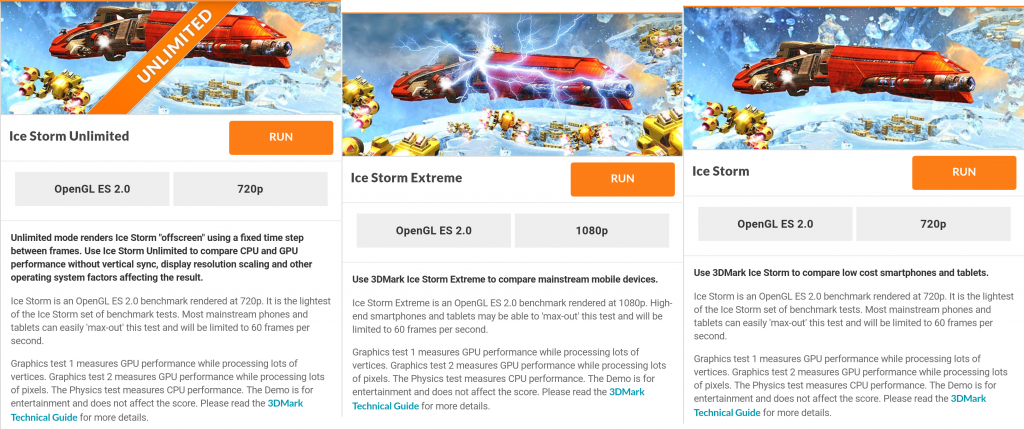 UNLIMITED
Ice Storm Unlimited
RUN
OpenGL ES 2.0
720p
Unlimited mode renders Ice Storm "offscreen" using a fixed time step
between frames. Use Ice Storm Unlimited to compare CPU and GPU
performance without vertical sync, display resolution scaling and other
operating system factors affecting the result.
Ice Storm is an OpenGL ES 2.0 benchmark rendered at 720p. It is the lightest
of the Ice Storm set of benchmark tests. Most mainstream phones and
tablets can easily 'max-out' this test and will be limited to 60 frames per
second.
Graphics test 1 measures GPU performance while processing lots of
vertices. Graphics test 2 measures GPU performance while processing lots
of pixels. The Physics test measures CPU performance. The Demo is for
entertainment and does not affect the score. Please read the 3DMark
Technical Guide for more details.
Ice Storm Extreme
RUN
OpenGL ES 2.0
1080p
Use 3DMark Ice Storm Extreme to compare mainstream mobile devices.
Ice Storm Extreme is an OpenGL ES 2.0 benchmark rendered at 1080p. High-
end smartphones and tablets may be able to 'max-out' this test and will be
limited to 60 frames per second.
Graphics test 1 measures GPU performance while processing lots of
vertices. Graphics test 2 measures GPU performance while processing lots
of pixels. The Physics test measures CPU performance. The Demo is for
entertainment and does not affect the score. Please read the 3DMark
Technical Guide for more details.
Ice Storm
RUN
OpenGL ES 2.0
720p
Use 3DMark Ice Storm to compare low cost smartphones and tablets.
Ice Storm is an OpenGL ES 2.0 benchmark rendered at 720p. It is the lightest
of the Ice Storm set of benchmark tests. Most mainstream phones and
tablets can easily 'max-out' this test and will be limited to 60 frames per
second.
Graphics test 1 measures GPU performance while processing lots of
vertices. Graphics test 2 measures GPU performance while processing lots
of pixels. The Physics test measures CPU performance. The Demo is for
entertainment and does not affect the score. Please read the 3DMark
Technical Guide for more details.